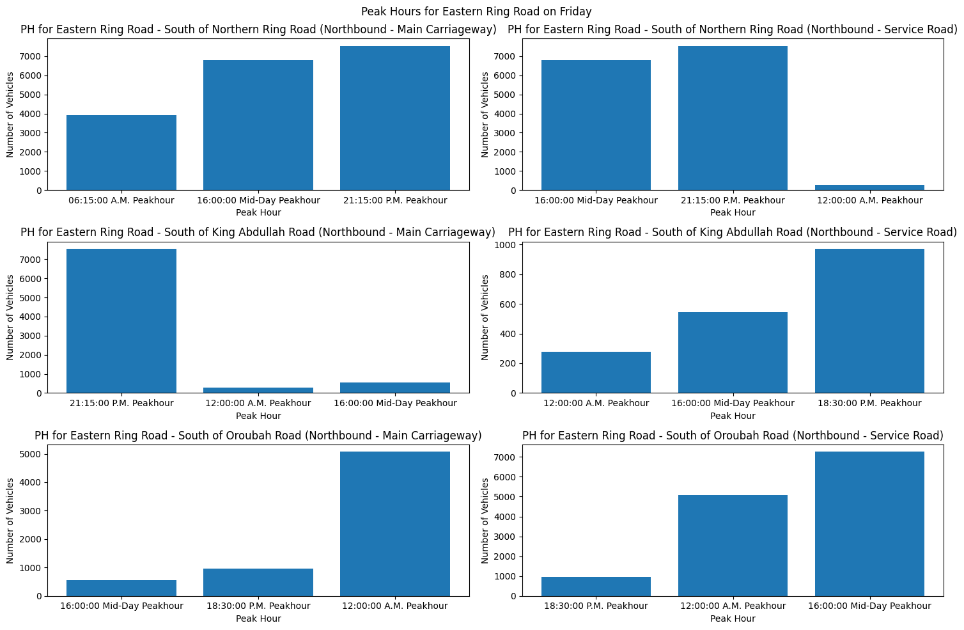 Peak Hours for Eastern Ring Road on Friday
PH for Eastern Ring Road - South of Northern Ring Road (Northbound - Main Carriageway)
Number of Vehicles
7000
6000
5000
4000
3000
2000
1000
0
06:15:00 A.M. Peakhour
16:00:00 Mid-Day Peakhour
21:15:00 P.M. Peakhour
Peak Hour
PH for Eastern Ring Road - South of Northern Ring Road (Northbound - Service Road)
Number of Vehicles
7000
6000
5000
4000
3000
2000
1000
0
16:00:00 Mid-Day Peakhour
21:15:00 P.M. Peakhour
12:00:00 A.M. Peakhour
Peak Hour
PH for Eastern Ring Road - South of King Abdullah Road (Northbound - Main Carriageway)
Number of Vehicles
7000
6000
5000
4000
3000
2000
1000
0
21:15:00 P.M. Peakhour
12:00:00 A.M. Peakhour
16:00:00 Mid-Day Peakhour
Peak Hour
PH for Eastern Ring Road - South of King Abdullah Road (Northbound - Service Road)
Number of Vehicles
1000
800
600
400
200
0
12:00:00 A.M. Peakhour
16:00:00 Mid-Day Peakhour
18:30:00 P.M. Peakhour
Peak Hour
PH for Eastern Ring Road - South of Oroubah Road (Northbound - Main Carriageway)
Number of Vehicles
5000
4000
3000
2000
1000
0
16:00:00 Mid-Day Peakhour
18:30:00 P.M. Peakhour
12:00:00 A.M. Peakhour
Peak Hour
PH for Eastern Ring Road - South of Oroubah Road (Northbound - Service Road)
Number of Vehicles
7000
6000
5000
4000
3000
2000
1000
0
18:30:00 P.M. Peakhour
12:00:00 A.M. Peakhour
16:00:00 Mid-Day Peakhour
Peak Hour